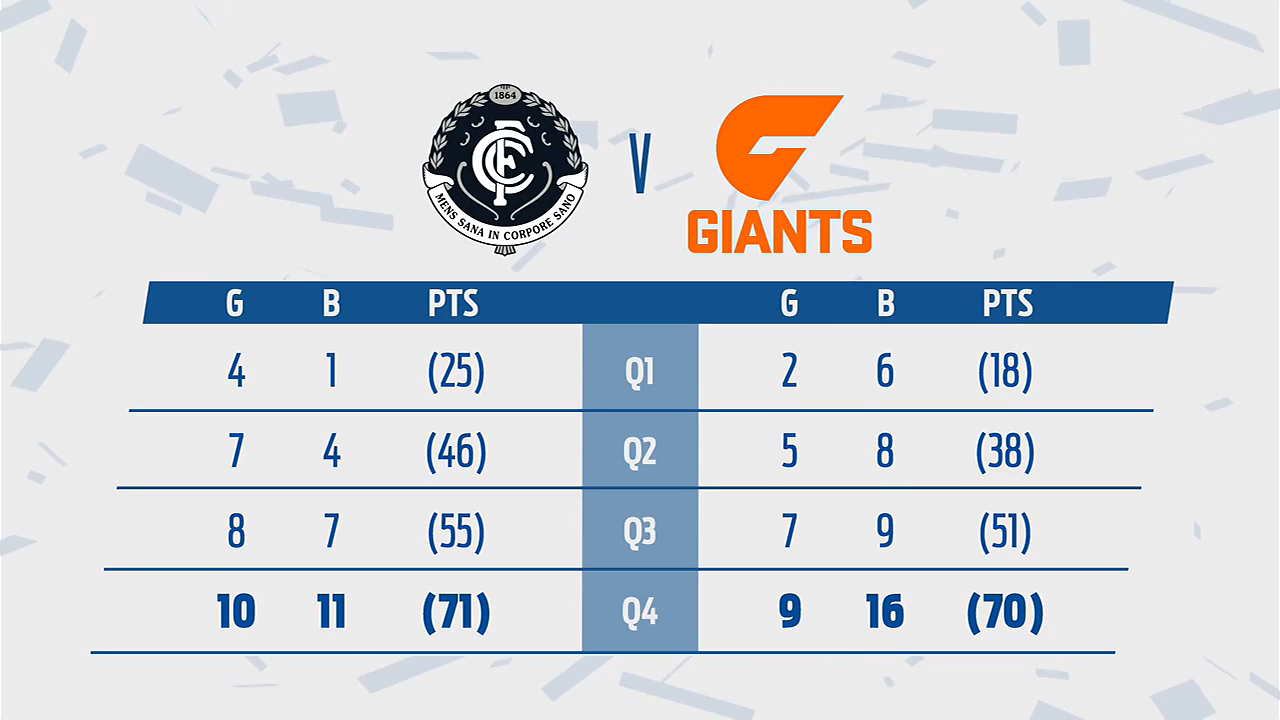 1864
CFC
MENS SANA IN CORPORE SANO
V
GIANTS
G B PTS G B PTS
4 1 (25) Q1 2 6 (18)
7 4 (46) Q2 5 8 (38)
8 7 (55) Q3 7 9 (51)
10 11 (71) Q4 9 16 (70)